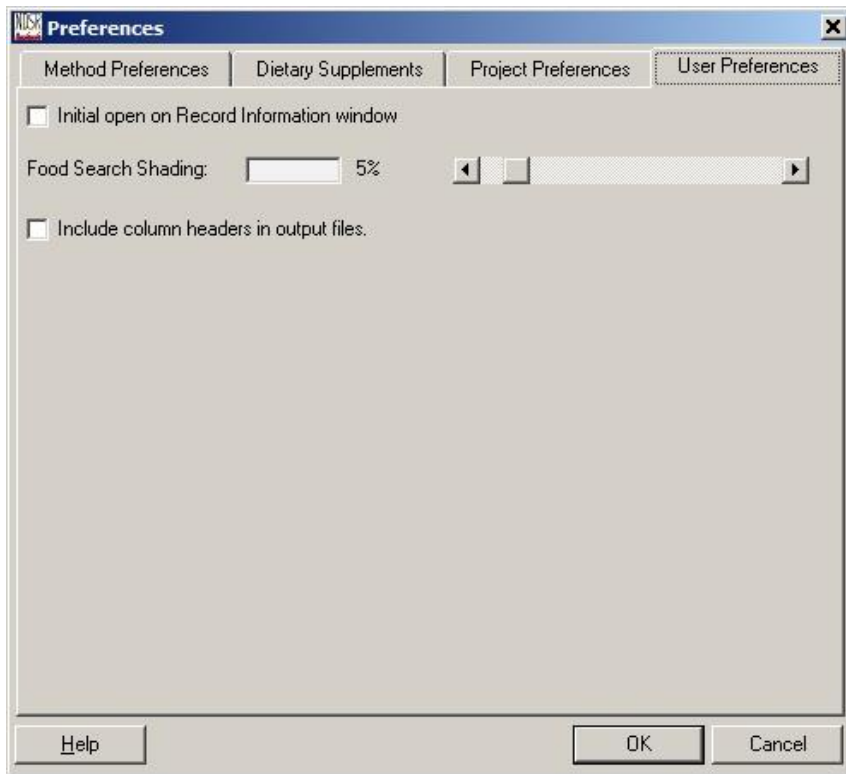 Preferences
Method Preferences Dietary Supplements Project Preferences User Preferences
Initial open on Record Information window
Food Search Shading: 5%
Include column headers in output files.
Help OK Cancel